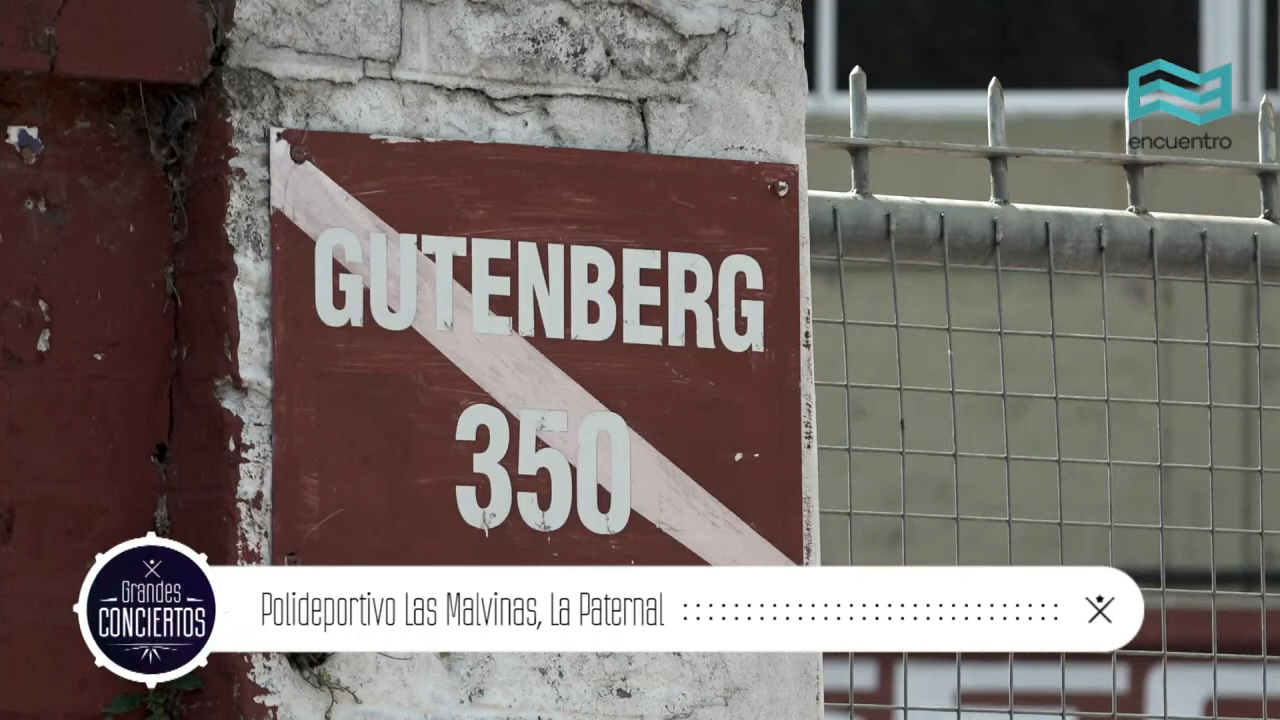 encuentro
GUTENBERG
350
Grandes
CONCIERTOS
Polideportivo Las Malvinas, La Paternal